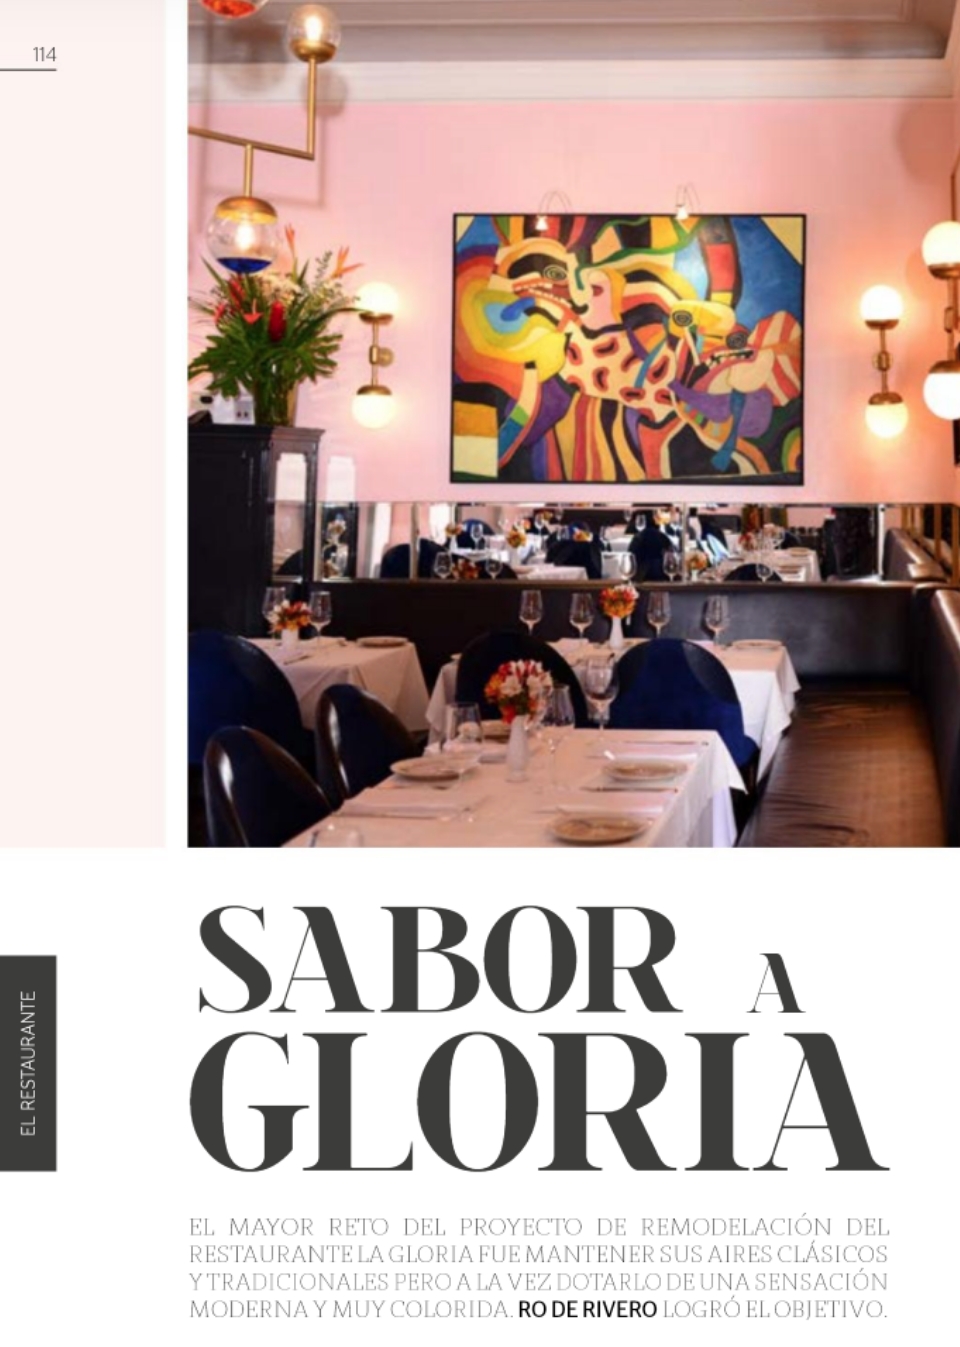 114
SABOR A
GLORIA
EL RESTAURANTE
EL MAYOR RETO DEL PROYECTO DE REMODELACIÓN DEL
RESTAURANTE LA GLORIA FUE MANTENER SUS AIRES CLÁSICOS
Y TRADICIONALES PERO A LA VEZ DOTARLO DE UNA SENSACIÓN
MODERNA Y MUY COLORIDA. RO DE RIVERO LOGRÓ EL OBJETIVO.